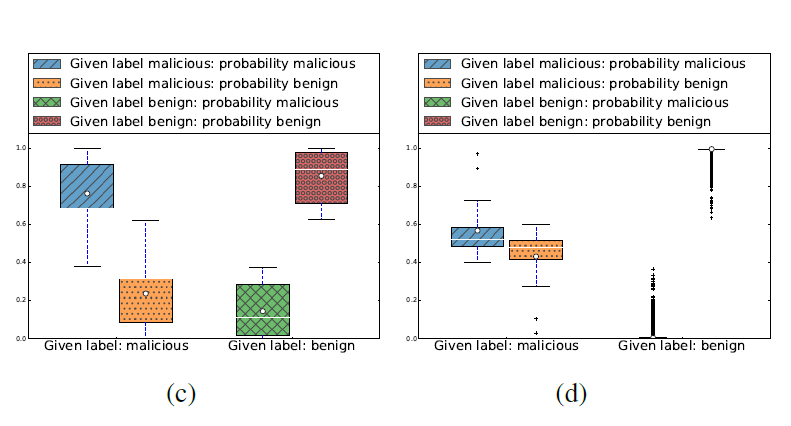 Given label malicious: probability malicious
Given label malicious: probability benign
Given label benign: probability malicious
Given label benign: probability benign
1.0
0.8
0.6
0.4
0.2
0.0
Given label: malicious Given label: benign
(c)
Given label malicious: probability malicious
Given label malicious: probability benign
Given label benign: probability malicious
Given label benign: probability benign
1.0
0.8
0.6
0.4
0.2
0.0
Given label: malicious Given label: benign
(d)